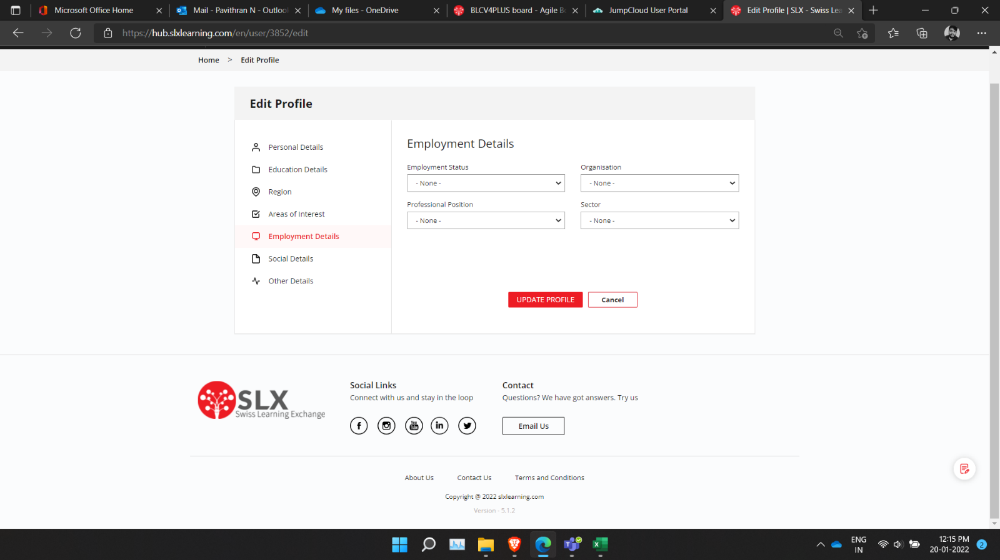 Microsoft Office Home
Mail - Pavithran N - Outloo
My files - OneDrive
BLCV4PLUS board - Agile B
JumpCloud User Portal
Edit Profile | SLX - Swiss Lea
https://hub.slxlearning.com/en/user/3852/edit
Home > Edit Profile
Edit Profile
Personal Details
Education Details
Region
Areas of Interest
Employment Details
Social Details
Other Details
Employment Details
Employment Status
- None -
Organisation
- None -
Professional Position
- None -
Sector
- None -
UPDATE PROFILE
Cancel
SLX
Swiss Learning Exchange
Social Links
Connect with us and stay in the loop
Contact
Questions? We have got answers. Try us
Email Us
About Us
Contact Us
Terms and Conditions
Copyright @ 2022 slxlearning.com
Version - 5.1.2
ENG
IN
12:15 PM
20-01-2022
2